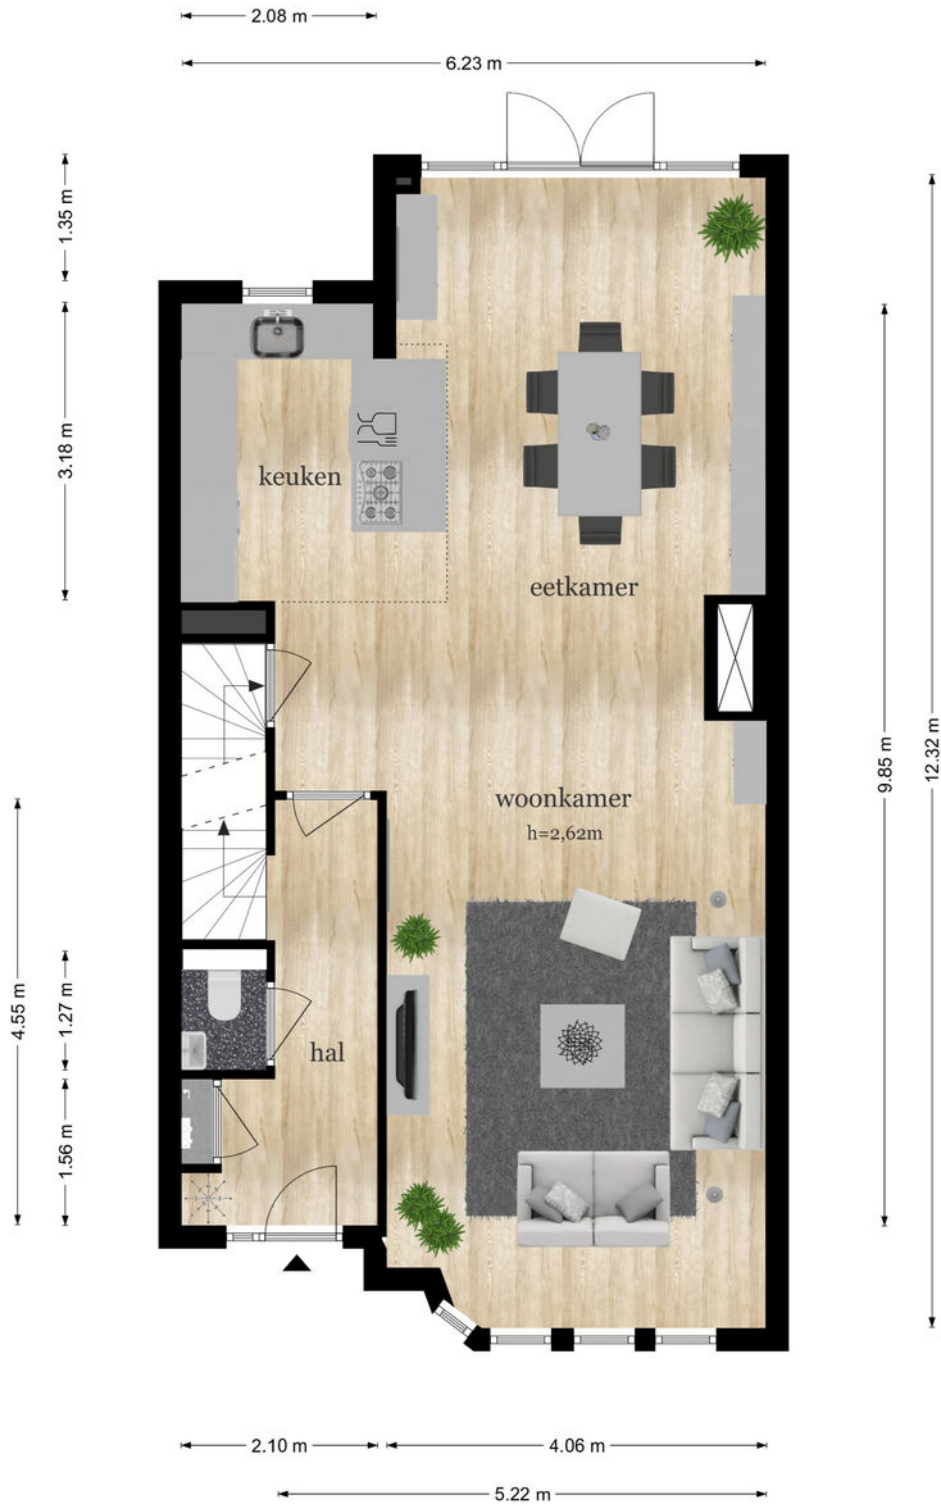 2.08 m
6.23 m
1.35 m
3.18 m
keuken
eetkamer
woonkamer
h=2,62m
9.85 m
12.32 m
4.55 m
1.27 m
hal
1.56 m
2.10 m
4.06 m
5.22 m